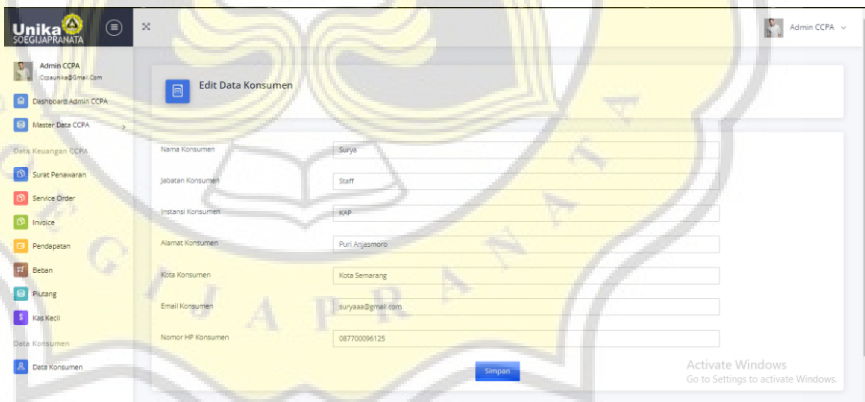 Unika
SOEGIJAPRANATA
Admin CCPA
Admin CCPA
Ccpaunika@Gmail.Com
Dashboard Admin CCPA
Master Data CCPA
Data Keuangan CCPA
Surat Penawaran
Service Order
Invoice
Pendapatan
Beban
Piutang
Kas Kecil
Data Konsumen
Data Konsumen
Edit Data Konsumen
Nama Konsumen Surya
Jabatan Konsumen Staff
Instansi Konsumen KAP
Alamat Konsumen Puri Anjasmoro
Kota Konsumen Kota Semarang
Email Konsumen suryaaa@gmail.com
Nomor HP Konsumen 087700096125
Simpan
Activate Windows
Go to Settings to activate Windows.
GIJAPRANATA